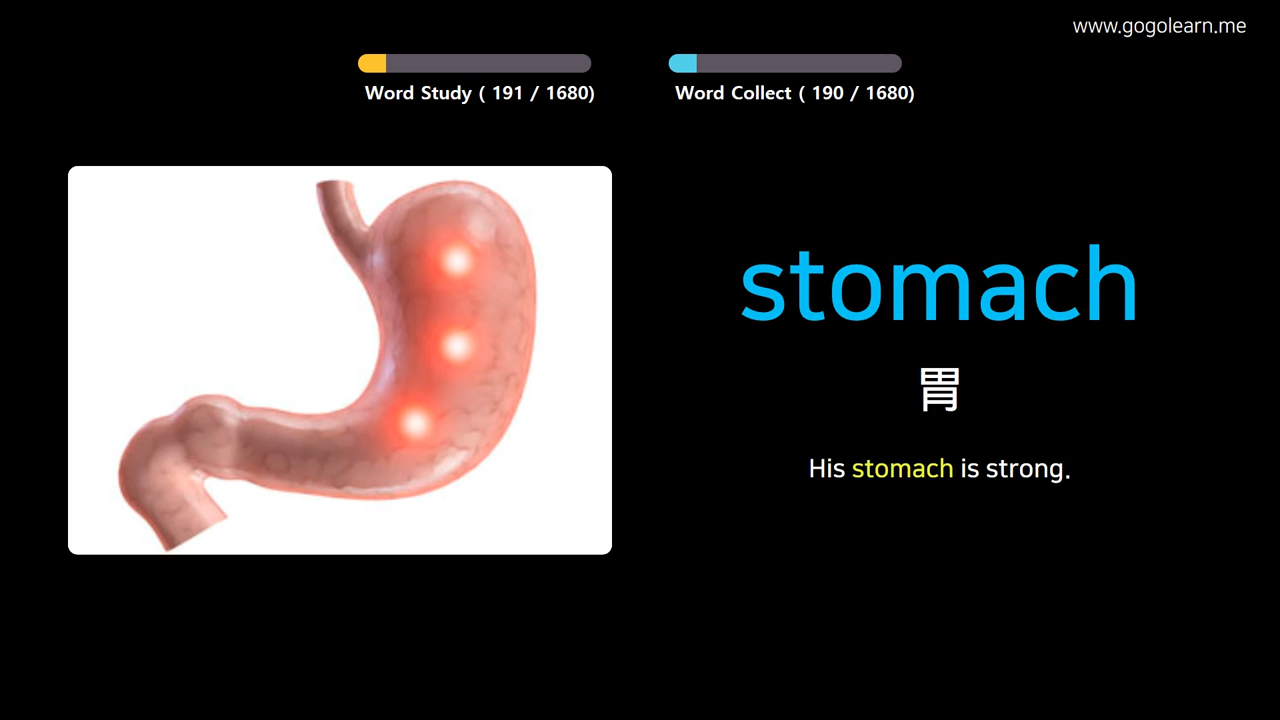 www.gogolearn.me
Word Study ( 191 / 1680)
Word Collect ( 190 / 1680)
stomach
胃
His stomach is strong.